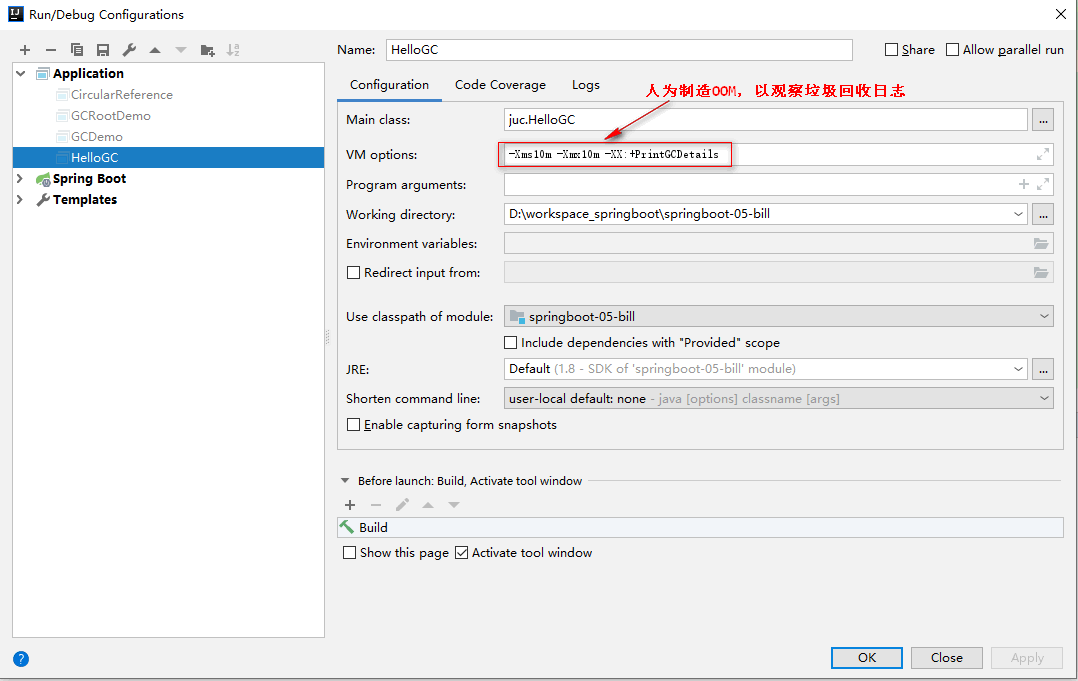 Run/Debug Configurations
Name: HelloGC Share Allow parallel run
Application
CircularReference
GCRootDemo
GCDemo
HelloGC
Spring Boot
Templates
Configuration Code Coverage Logs
人为制造OOM，以观察垃圾回收日志
Main class: juc.HelloGC ...
VM options: -Xms10m -Xmx10m -XX:+PrintGCDetails
Program arguments:
Working directory: D:\workspace_springboot\springboot-05-bill ...
Environment variables:
Redirect input from:
Use classpath of module: springboot-05-bill
Include dependencies with "Provided" scope
JRE: Default (1.8 - SDK of 'springboot-05-bill' module) ...
Shorten command line: user-local default: none - java [options] classname [args]
Enable capturing form snapshots
Before launch: Build, Activate tool window
Build
Show this page Activate tool window
? OK Close Apply